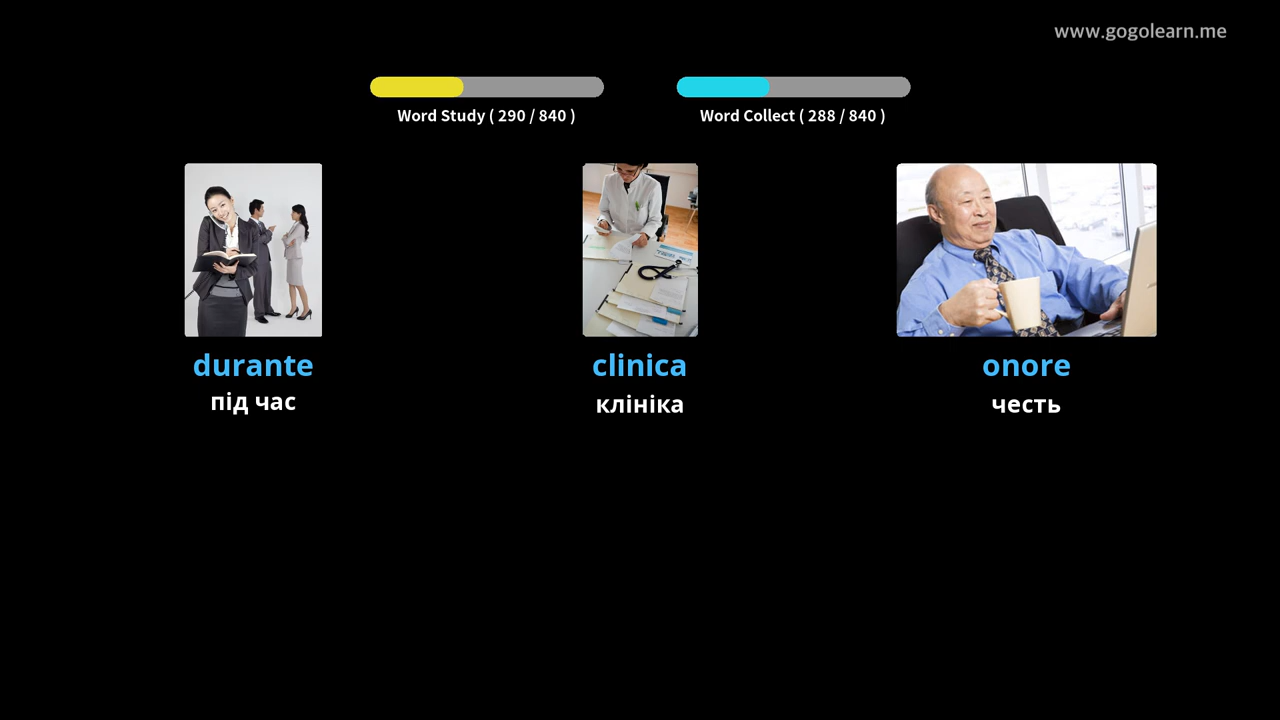 www.gogolearn.me
Word Study ( 290 / 840 )
Word Collect ( 288 / 840 )
durante
під час
clinica
клініка
onore
честь